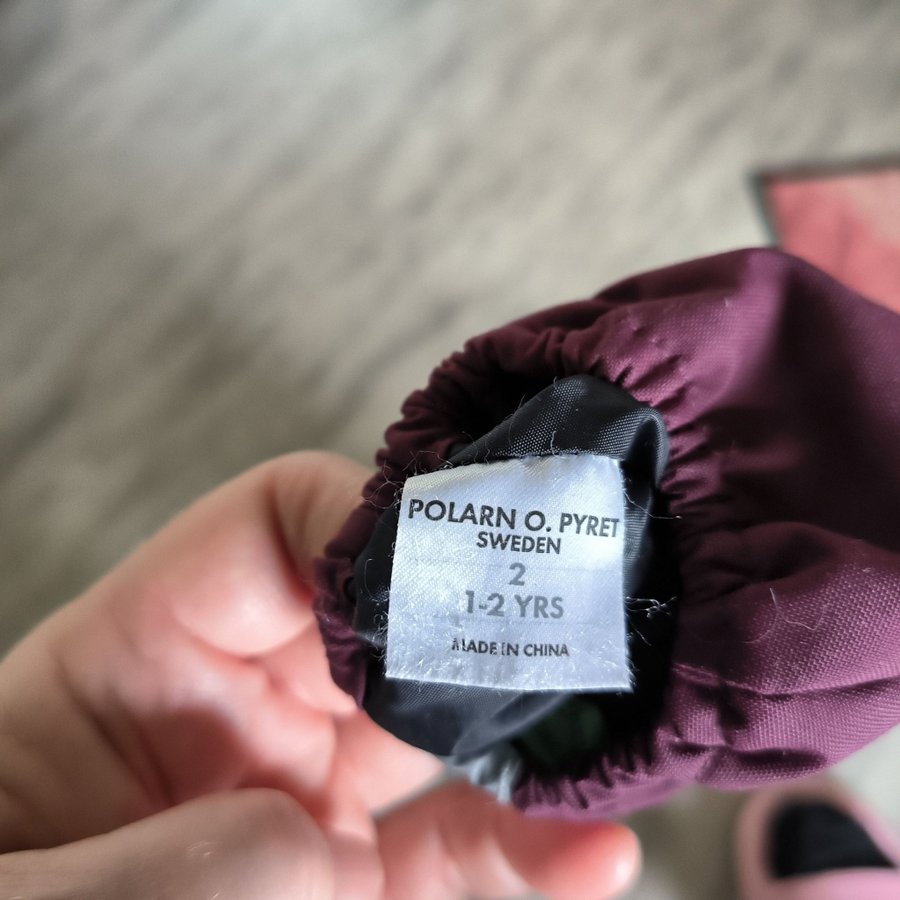 POLARN O. PYRET
SWEDEN
2
1-2 YRS
MADE IN CHINA